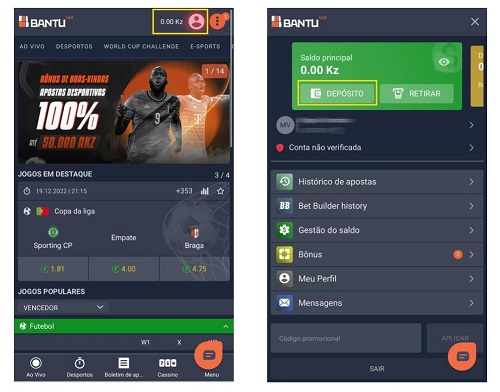 BANTU bet
0.00 Kz
AO VIVO DESPORTOS WORLD CUP CHALLENGE E-SPORTS
1 / 14
BÓNUS DE BOAS-VINDAS
APOSTAS DESPORTIVAS
100%
ATÉ 50.000 AKZ
JOGOS EM DESTAQUE 3 / 4
19.12.2022 | 21:15 +353
Copa da liga
Sporting CP Empate Braga
1.81 4.00 4.75
JOGOS POPULARES
VENCEDOR
Futebol
W1 X
Ao Vivo Desportos Boletim de ap... Cassino Menu
BANTU bet
Saldo principal
0.00 Kz
DEPÓSITO RETIRAR
MV
Conta não verificada
Histórico de apostas
BB Bet Builder history
Gestão do saldo
Bônus 2
Meu Perfil
Mensagens
Código promocional APLICAR
SAIR